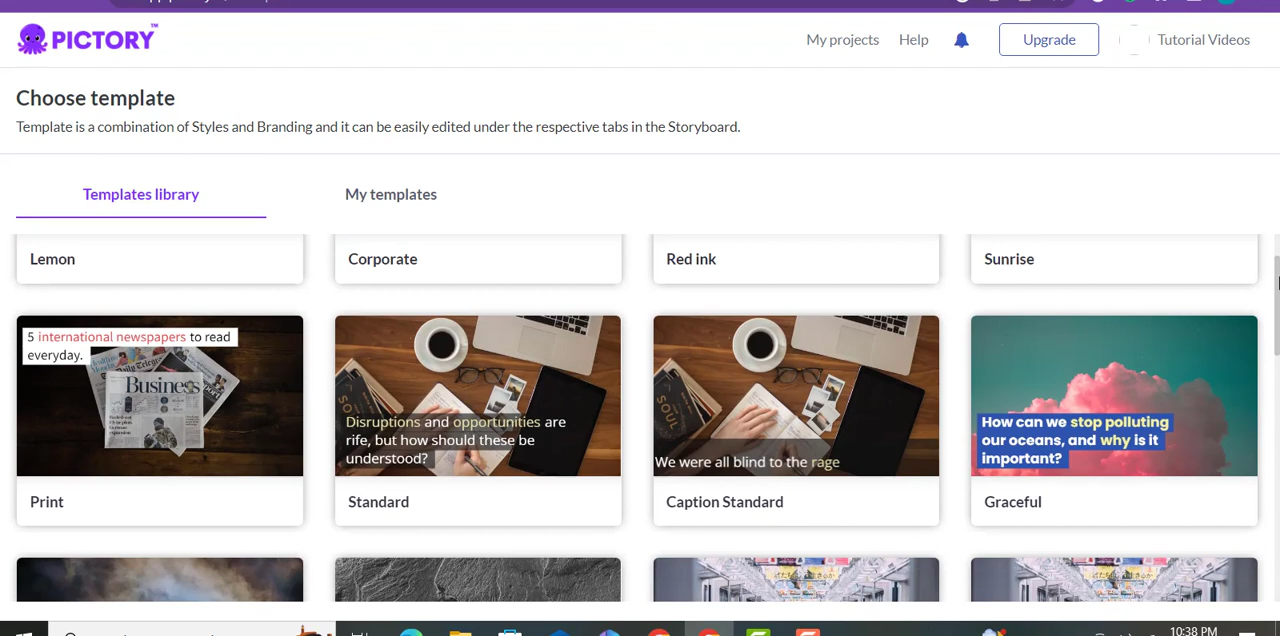 PICTORY™
My projects
Help
Upgrade
Tutorial Videos
Choose template
Template is a combination of Styles and Branding and it can be easily edited under the respective tabs in the Storyboard.
Templates library
My templates
Lemon
Corporate
Red ink
Sunrise
5 international newspapers to read
everyday.
Business
Disruptions and opportunities are
rife, but how should these be
understood?
We were all blind to the rage
How can we stop polluting
our oceans, and why is it
important?
Print
Standard
Caption Standard
Graceful
10:38 PM